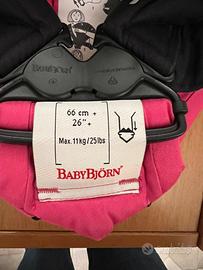 BABYBJÖRN
66 cm +
26" +
Max. 11kg/25lbs
BABYBJÖRN